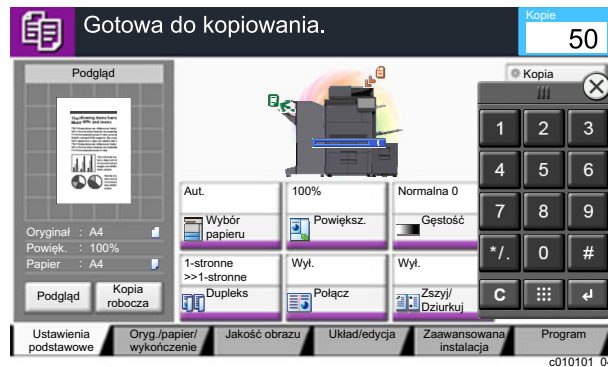 Gotowa do kopiowania.
Kopie
50
Podgląd
Kopia
Aut.
100%
Normalna 0
Wybór
papieru
Powiększ.
Gęstość
1-stronne
>>1-stronne
Wył.
Wył.
Dupleks
Połącz
Zszyj/
Dziurkuj
Oryginał : A4
Powięk. : 100%
Papier : A4
Podgląd
Kopia
robocza
1 2 3
4 5 6
7 8 9
*/. 0 #
C
Ustawienia
podstawowe
Oryg./papier/
wykończenie
Jakość obrazu
Układ/edycja
Zaawansowana
instalacja
Program